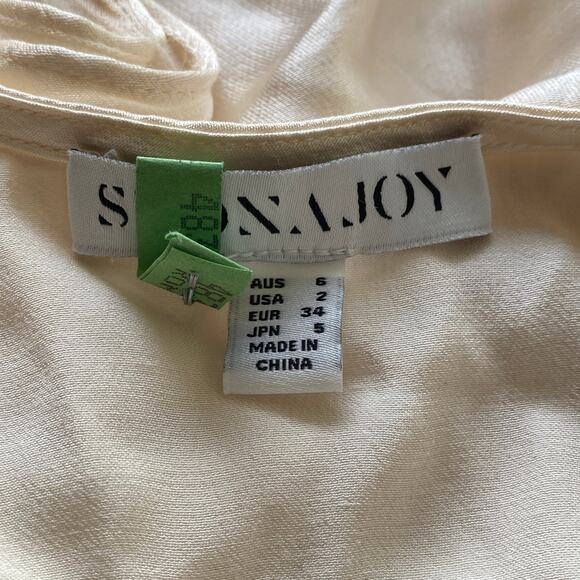 S ONAJOY
AUS 6
USA 2
EUR 34
JPN 5
MADE IN
CHINA